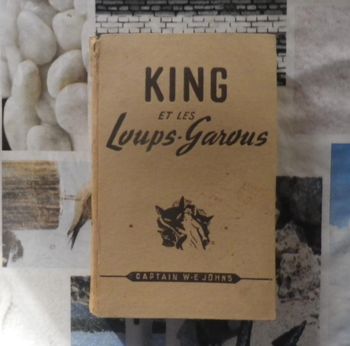 KING
ET LES
Loups-Garous
CAPTAIN W-E JOHNS